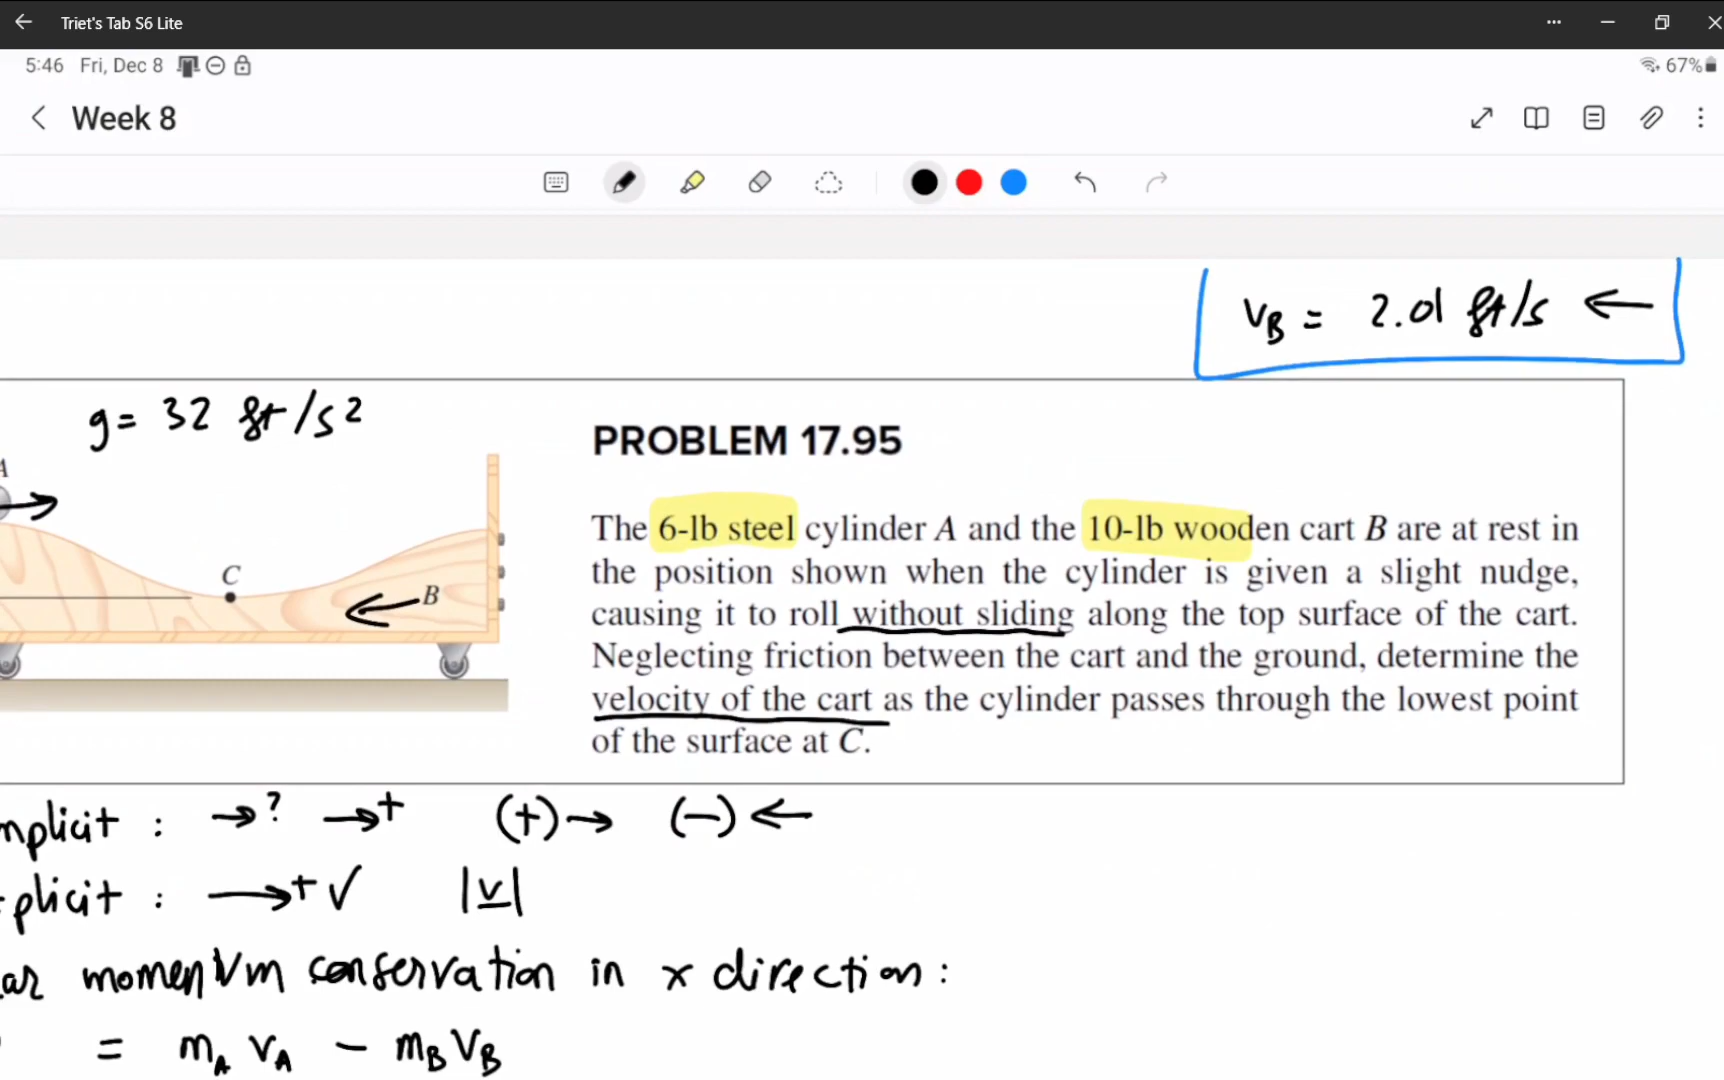 Triet's Tab S6 Lite
5:46 Fri, Dec 8
67%
Week 8
vB = 2.01 ft/s ←
g = 32 ft/s²
PROBLEM 17.95
A
C
B
The 6-lb steel cylinder A and the 10-lb wooden cart B are at rest in
the position shown when the cylinder is given a slight nudge,
causing it to roll without sliding along the top surface of the cart.
Neglecting friction between the cart and the ground, determine the
velocity of the cart as the cylinder passes through the lowest point
of the surface at C.
mplicit : →? →+ (+)→ (−)←
plicit : →+ ✓ |v|
ar momentum conservation in x direction :
= mA vA − mB vB